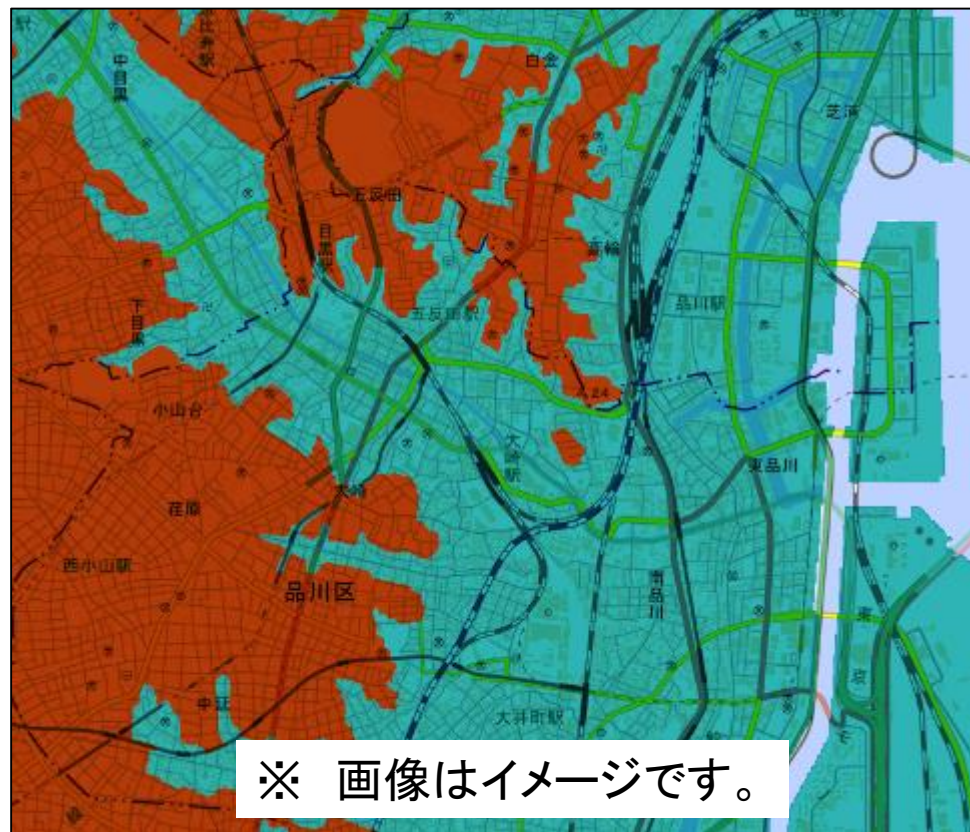 中目黒
白金
芝浦
五反田
目黒駅
高輪
品川駅
五反田駅
下目黒
24
小山台
大崎駅
東品川
大崎
荏原
西小山駅
品川区
南品川
東
京
中延
大井町駅
※ 画像はイメージです。